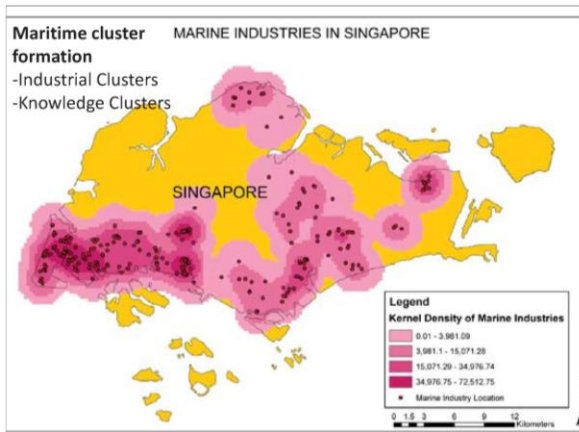 Maritime cluster
formation
-Industrial Clusters
-Knowledge Clusters
MARINE INDUSTRIES IN SINGAPORE
SINGAPORE
Legend
Kernel Density of Marine Industries
0.01 - 3,981.09
3,981.1 - 15,071.28
15,071.29 - 34,976.74
34,976.75 - 72,512.75
Marine Industry Location
0 1.5 3 6 9 12
Kilometers